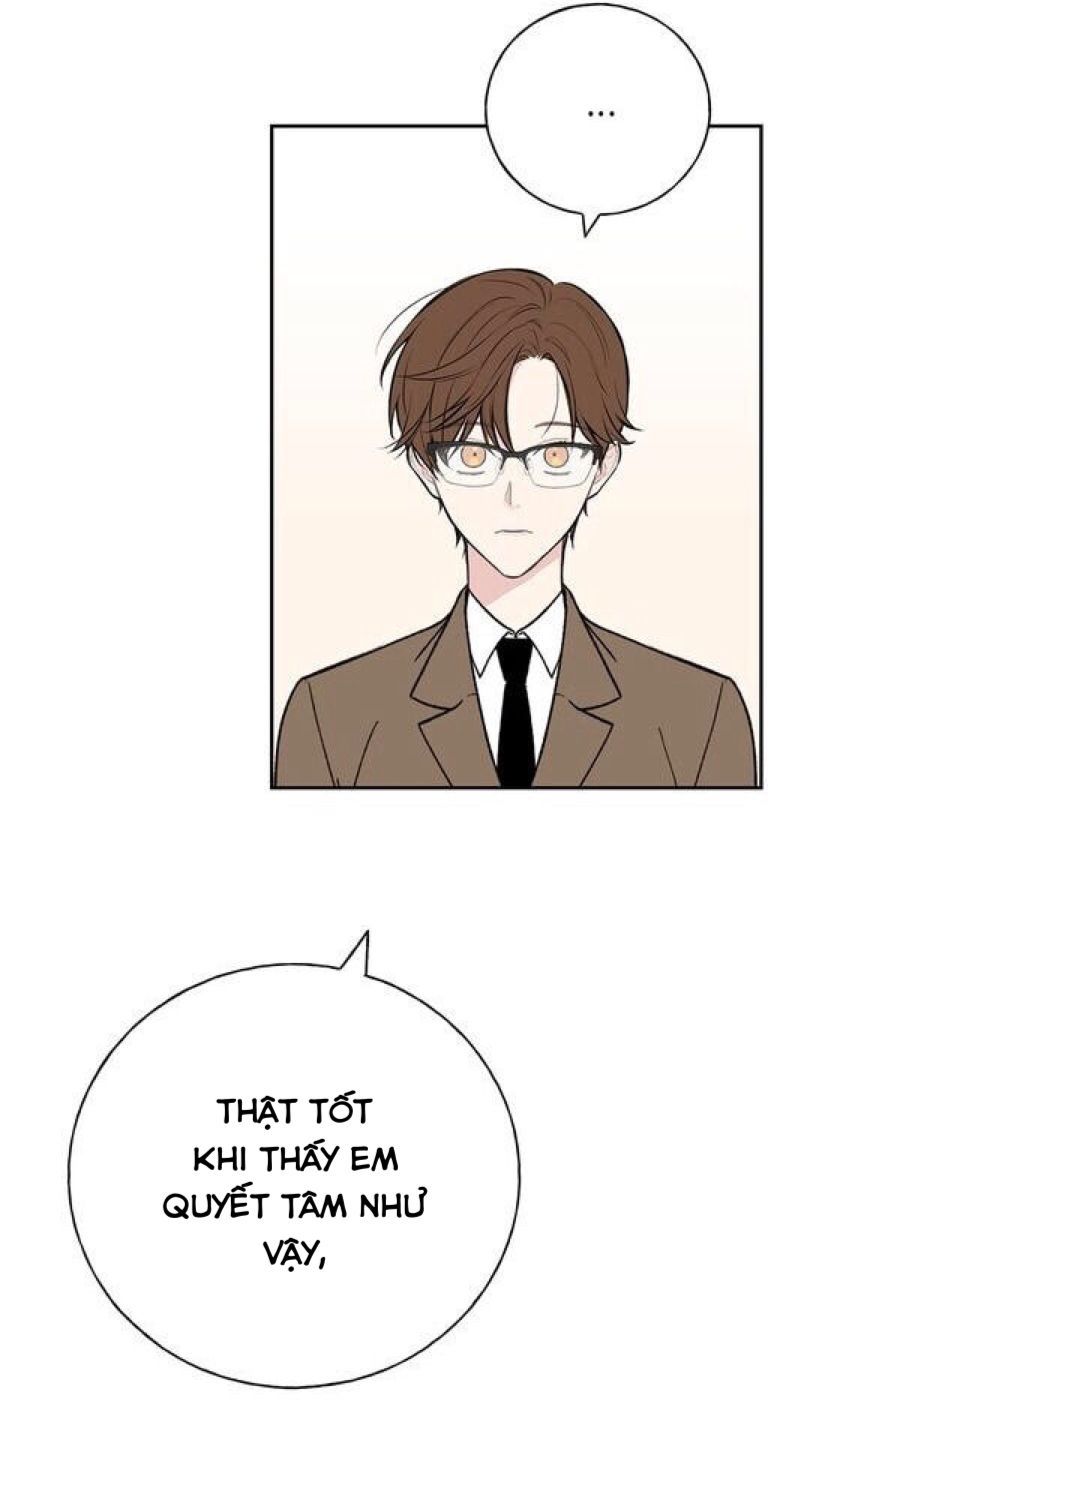 ...
THẬT TỐT
KHI THẤY EM
QUYẾT TÂM NHƯ
VẬY,